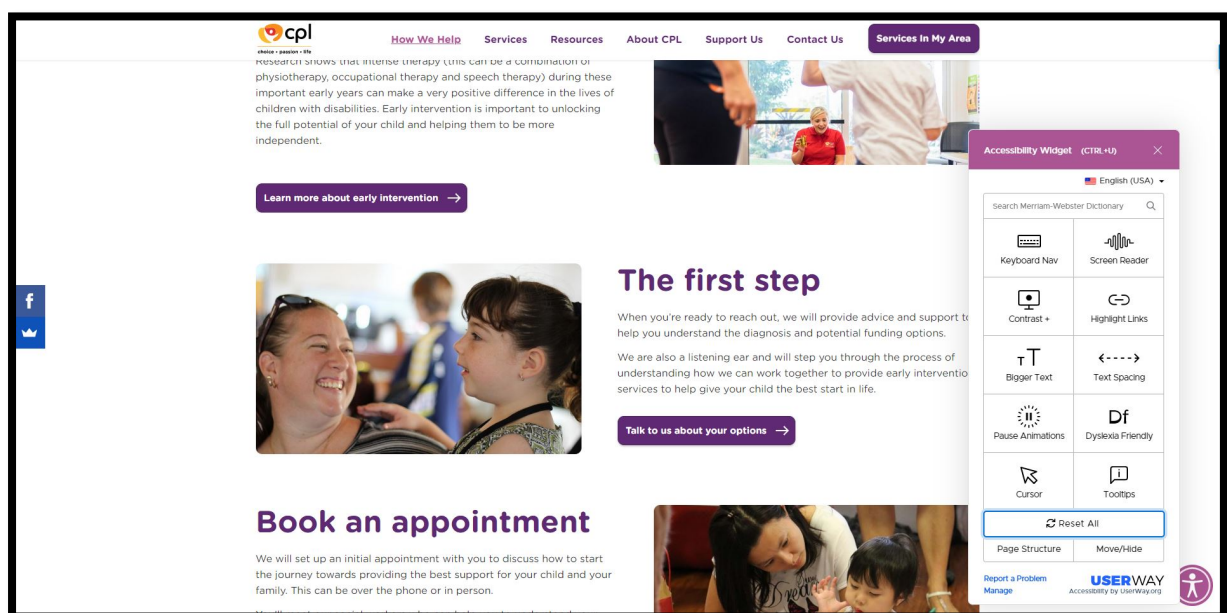 cpl
choice • passion • life
How We Help
Services
Resources
About CPL
Support Us
Contact Us
Services In My Area
Research shows that intense therapy (this can be a combination of
physiotherapy, occupational therapy and speech therapy) during these
important early years can make a very positive difference in the lives of
children with disabilities. Early intervention is important to unlocking
the full potential of your child and helping them to be more
independent.
Learn more about early intervention →
The first step
When you're ready to reach out, we will provide advice and support to
help you understand the diagnosis and potential funding options.
We are also a listening ear and will step you through the process of
understanding how we can work together to provide early interventio
services to help give your child the best start in life.
Talk to us about your options →
Book an appointment
We will set up an initial appointment with you to discuss how to start
the journey towards providing the best support for your child and your
family. This can be over the phone or in person.
f
Accessibility Widget (CTRL+U)
English (USA)
Search Merriam-Webster Dictionary
Keyboard Nav
Screen Reader
Contrast +
Highlight Links
Bigger Text
Text Spacing
Pause Animations
Df
Dyslexia Friendly
Cursor
Tooltips
Reset All
Page Structure
Move/Hide
Report a Problem
Manage
USERWAY
Accessibility by UserWay.org